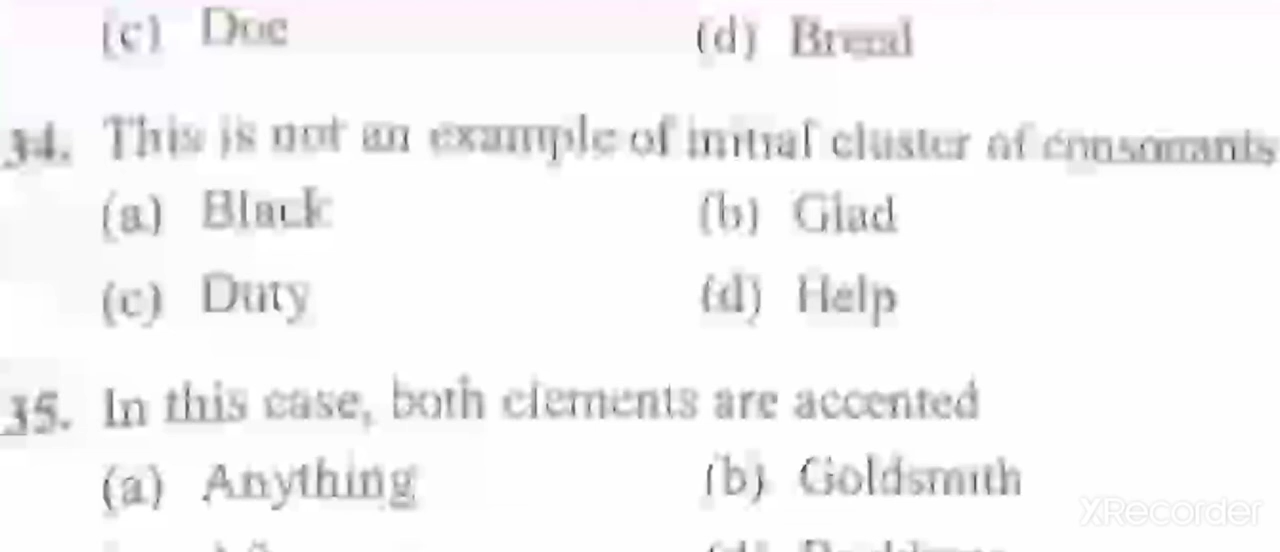 (c) Doe (d) Bread
34. This is not an example of initial cluster of consonants
(a) Black (b) Glad
(c) Duty (d) Help
35. In this case, both elements are accented
(a) Anything (b) Goldsmith
XRecorder